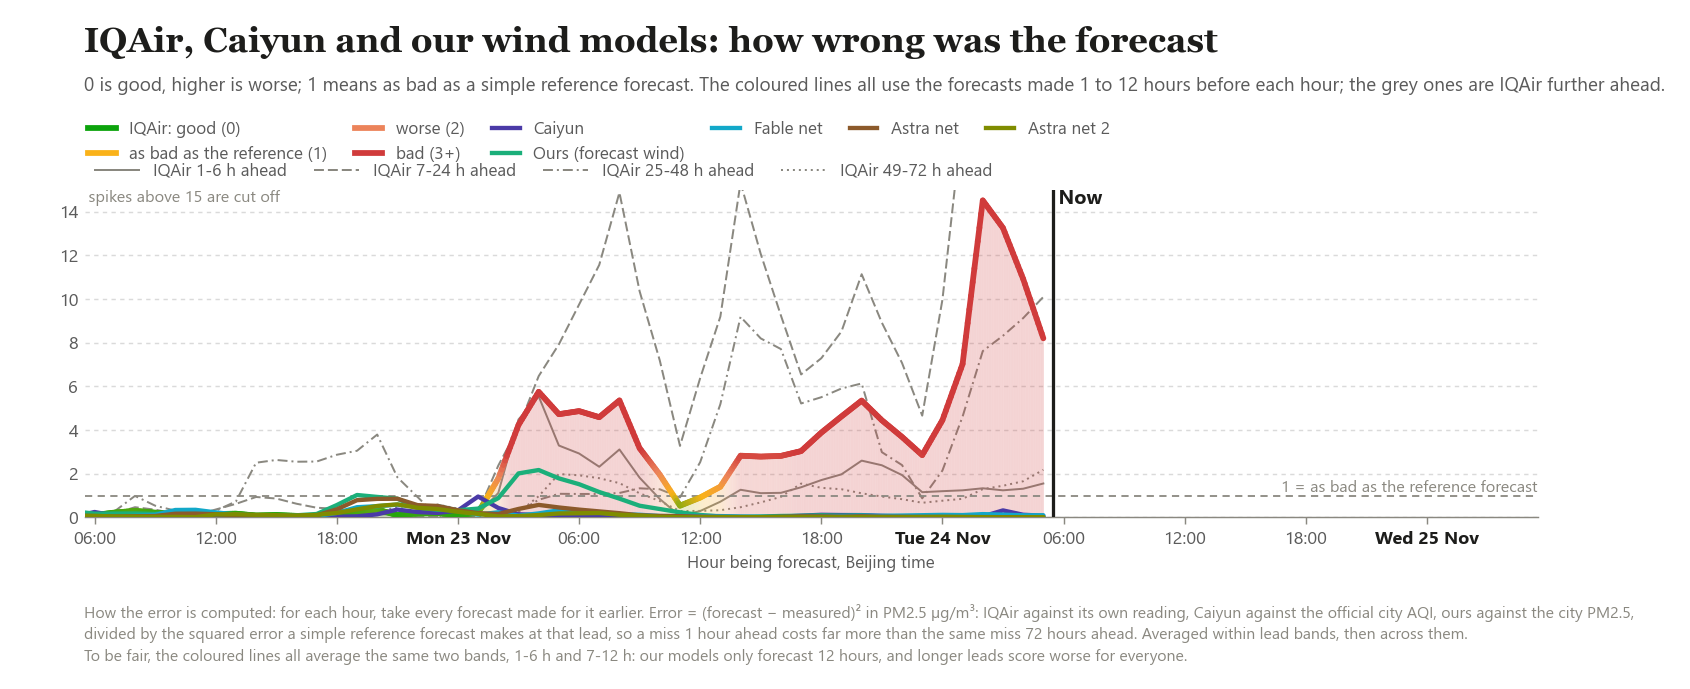 IQAir, Caiyun and our wind models: how wrong was the forecast
0 is good, higher is worse; 1 means as bad as a simple reference forecast. The coloured lines all use the forecasts made 1 to 12 hours before each hour; the grey ones are IQAir further ahead.
IQAir: good (0) worse (2) Caiyun Fable net Astra net Astra net 2
as bad as the reference (1) bad (3+) Ours (forecast wind)
IQAir 1-6 h ahead IQAir 7-24 h ahead IQAir 25-48 h ahead IQAir 49-72 h ahead
spikes above 15 are cut off
Now
14
12
10
8
6
4
2
0
1 = as bad as the reference forecast
06:00 12:00 18:00 Mon 23 Nov 06:00 12:00 18:00 Tue 24 Nov 06:00 12:00 18:00 Wed 25 Nov
Hour being forecast, Beijing time
How the error is computed: for each hour, take every forecast made for it earlier. Error = (forecast − measured)² in PM2.5 µg/m³: IQAir against its own reading, Caiyun against the official city AQI, ours against the city PM2.5,
divided by the squared error a simple reference forecast makes at that lead, so a miss 1 hour ahead costs far more than the same miss 72 hours ahead. Averaged within lead bands, then across them.
To be fair, the coloured lines all average the same two bands, 1-6 h and 7-12 h: our models only forecast 12 hours, and longer leads score worse for everyone.